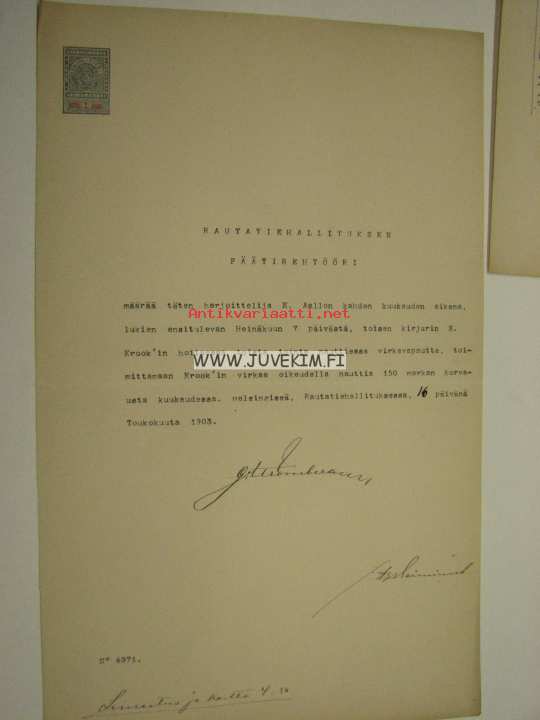 RAUTATIEHALLITUKSEN
PÄÄTIREHTÖÖRI
määrää täten harjoittelija K. Aallon kahden kuukauden aikana,
Antikvariaatti.net
lukien ensitulevan Heinäkuun 7 päivästä, toisen kirjurin K.
Krook'in virkavapautta, toi-
WWW.JUVEKIM.FI
mittamaan Krook'in virkaa oikeudella nauttia 150 markan korva-
usta kuukaudessa. Helsingissä, Rautatiehallituksessa, 16 päivänä
Toukokuuta 1903.
N° 6371.